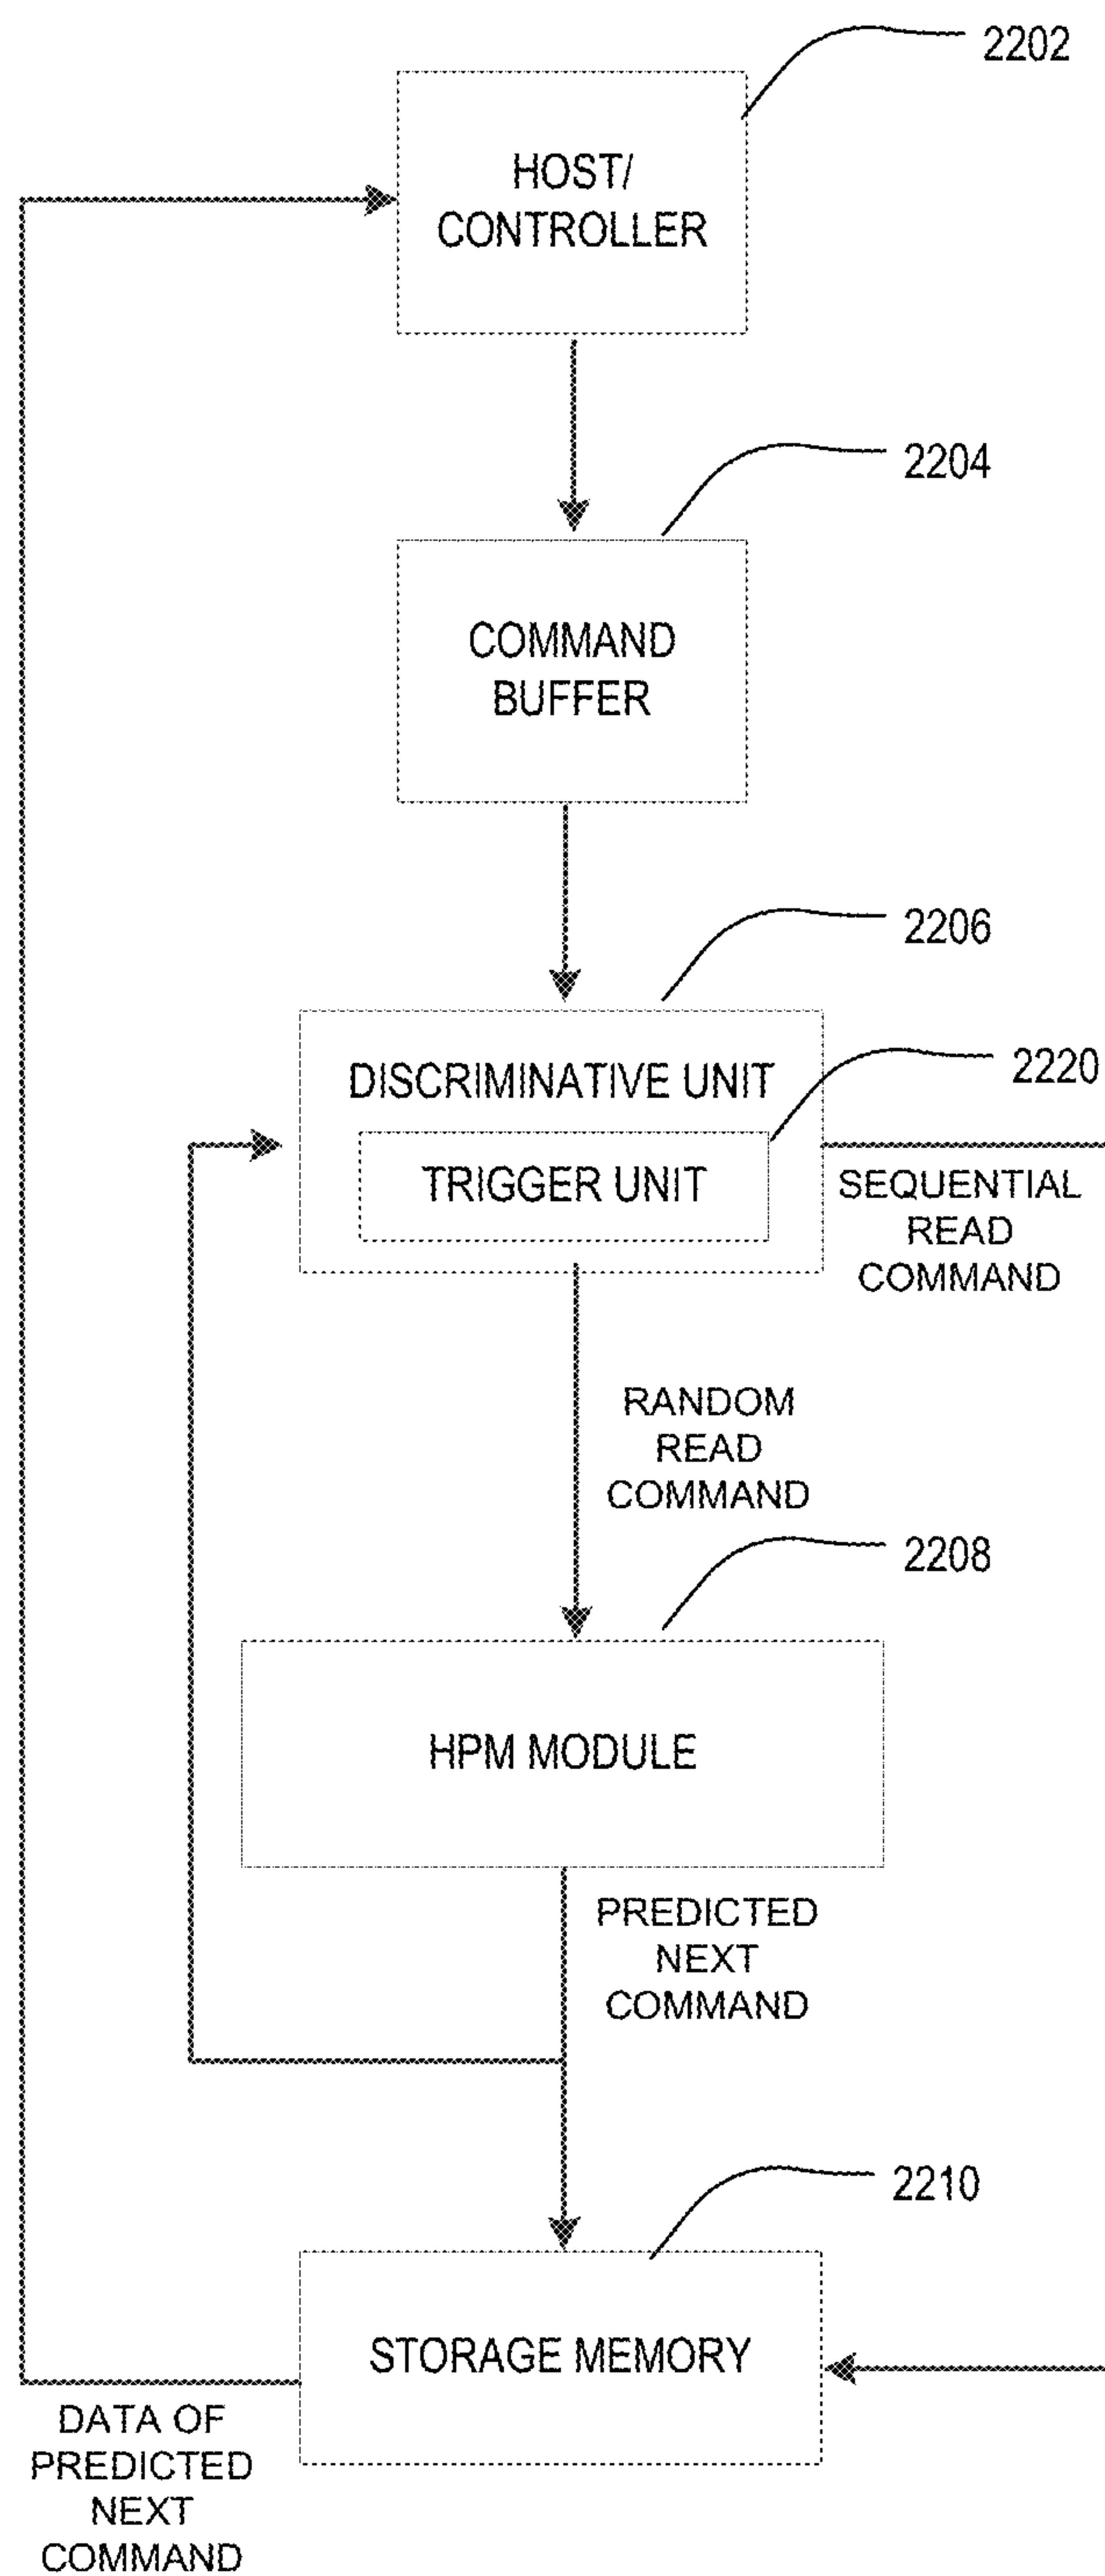 2202
HOST/
CONTROLLER
2204
COMMAND
BUFFER
2206
DISCRIMINATIVE UNIT
2220
TRIGGER UNIT
SEQUENTIAL
READ
COMMAND
RANDOM
READ
COMMAND
2208
HPM MODULE
PREDICTED
NEXT
COMMAND
2210
STORAGE MEMORY
DATA OF
PREDICTED
NEXT
COMMAND